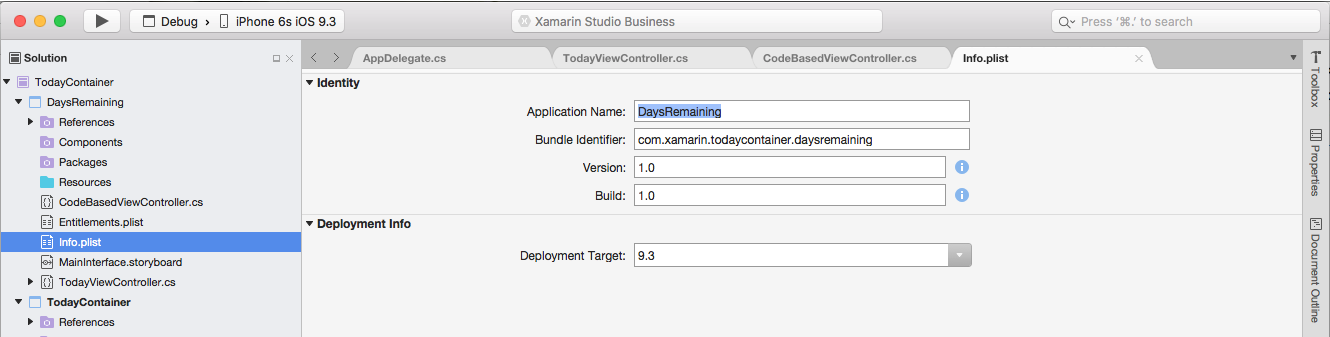 Debug › iPhone 6s iOS 9.3
Xamarin Studio Business
Press ‘⌘.’ to search
Solution
AppDelegate.cs
TodayViewController.cs
CodeBasedViewController.cs
Info.plist
TodayContainer
DaysRemaining
References
Components
Packages
Resources
CodeBasedViewController.cs
Entitlements.plist
Info.plist
MainInterface.storyboard
TodayViewController.cs
TodayContainer
References
Identity
Application Name: DaysRemaining
Bundle Identifier: com.xamarin.todaycontainer.daysremaining
Version: 1.0
Build: 1.0
Deployment Info
Deployment Target: 9.3
Toolbox
Properties
Document Outline